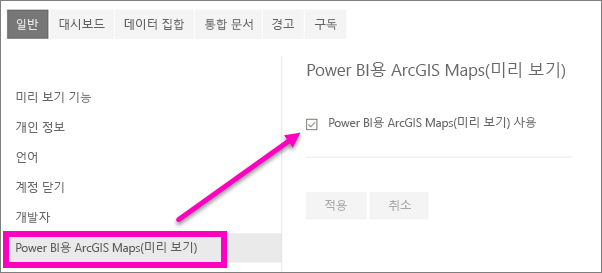 일반 대시보드 데이터 집합 통합 문서 경고 구독
미리 보기 기능
개인 정보
언어
계정 닫기
개발자
Power BI용 ArcGIS Maps(미리 보기)
Power BI용 ArcGIS Maps(미리 보기)
Power BI용 ArcGIS Maps(미리 보기) 사용
적용 취소